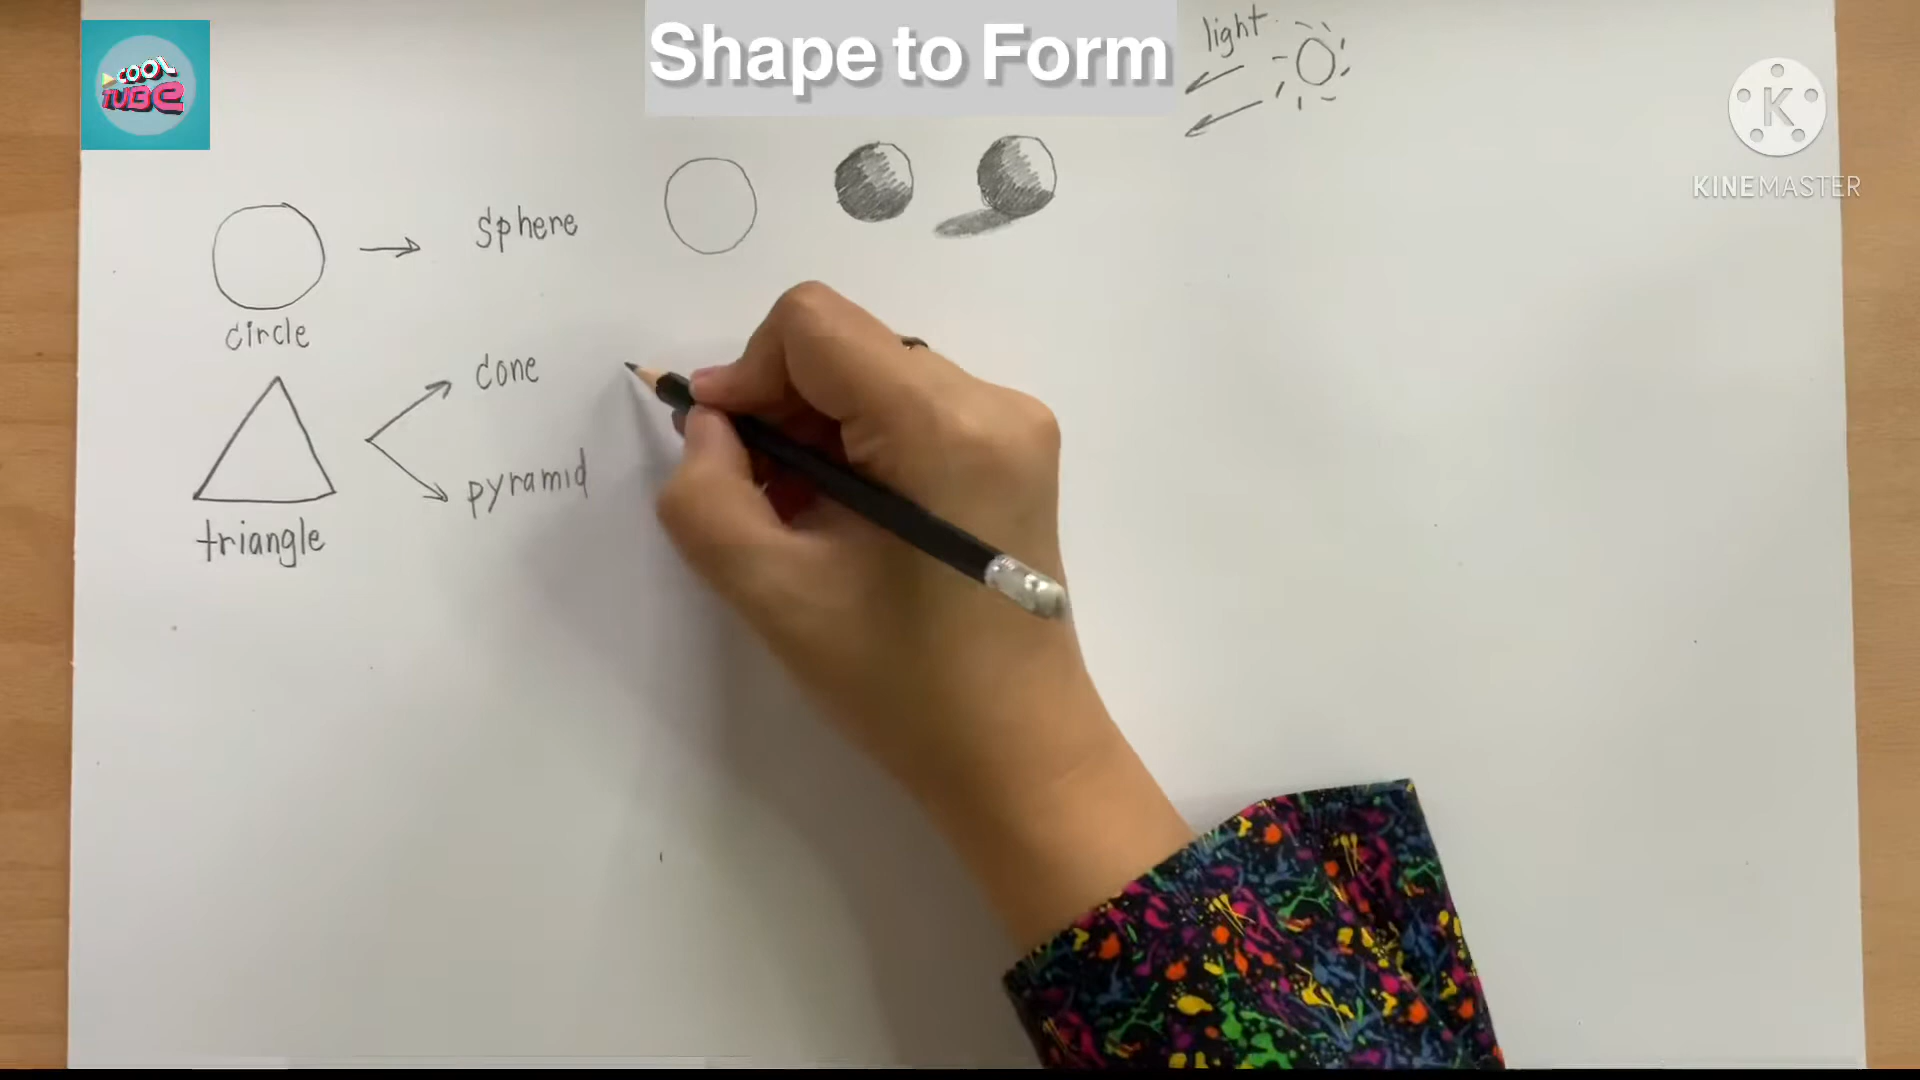 Shape to Form
light
COOL
TUBE
K
KINEMASTER
sphere
circle
cone
pyramid
triangle